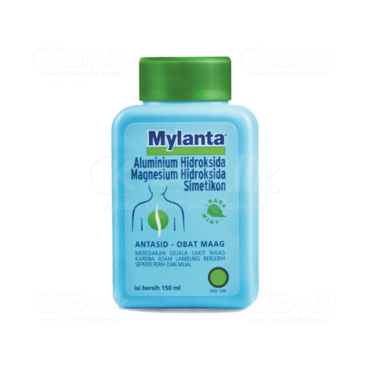 Mylanta
Aluminium Hidroksida
Magnesium Hidroksida
Simetikon
RASA
MINT
ANTASID - OBAT MAAG
MEREDAKAN GEJALA SAKIT MAAG
KARENA ASAM LAMBUNG BERLEBIH
SEPERTI PERIH DAN MUAL
isi bersih 150 ml